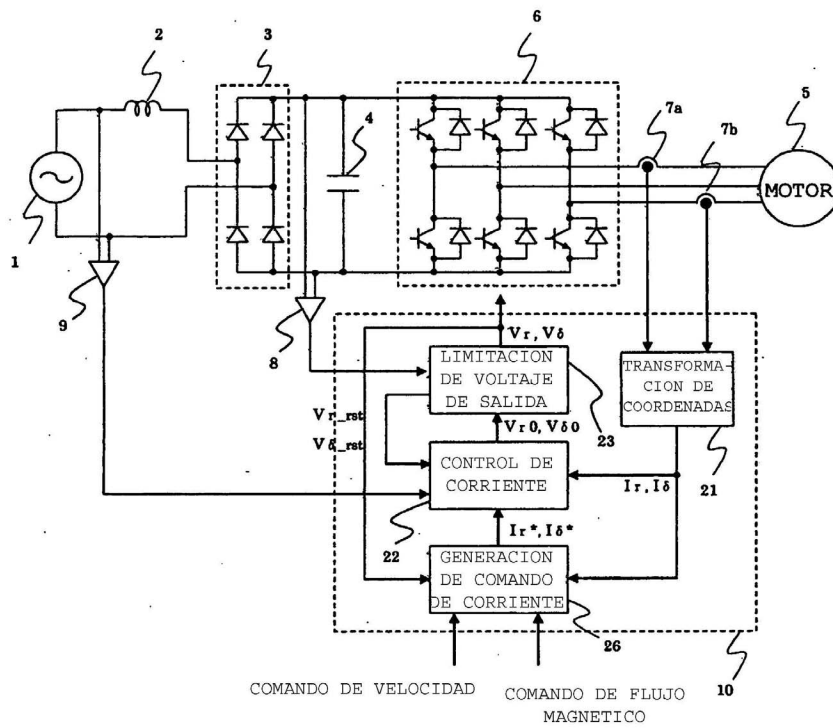 2
3
6
4
7a
7b
5
MOTOR
1
9
8
Vr, Vδ
LIMITACION
DE VOLTAJE
DE SALIDA
23
TRANSFORMA-
CION DE
COORDENADAS
21
Vr_rst
Vδ_rst
Vr0, Vδ0
CONTROL DE
CORRIENTE
22
Ir, Iδ
Ir*, Iδ*
GENERACION
DE COMANDO
DE CORRIENTE
26
10
COMANDO DE VELOCIDAD
COMANDO DE FLUJO
MAGNETICO